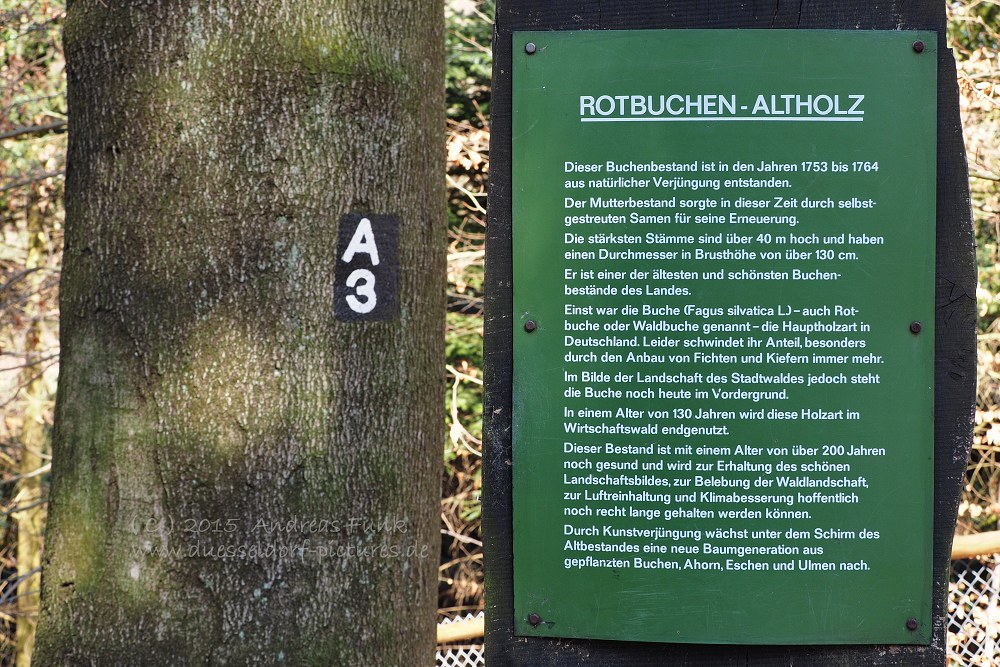 A
3
ROTBUCHEN - ALTHOLZ
Dieser Buchenbestand ist in den Jahren 1753 bis 1764
aus natürlicher Verjüngung entstanden.
Der Mutterbestand sorgte in dieser Zeit durch selbst-
gestreuten Samen für seine Erneuerung.
Die stärksten Stämme sind über 40 m hoch und haben
einen Durchmesser in Brusthöhe von über 130 cm.
Er ist einer der ältesten und schönsten Buchen-
bestände des Landes.
Einst war die Buche (Fagus silvatica L.) – auch Rot-
buche oder Waldbuche genannt – die Hauptholzart in
Deutschland. Leider schwindet ihr Anteil, besonders
durch den Anbau von Fichten und Kiefern immer mehr.
Im Bilde der Landschaft des Stadtwaldes jedoch steht
die Buche noch heute im Vordergrund.
In einem Alter von 130 Jahren wird diese Holzart im
Wirtschaftswald endgenutzt.
Dieser Bestand ist mit einem Alter von über 200 Jahren
noch gesund und wird zur Erhaltung des schönen
Landschaftsbildes, zur Belebung der Waldlandschaft,
zur Luftreinhaltung und Klimabesserung hoffentlich
noch recht lange gehalten werden können.
Durch Kunstverjüngung wächst unter dem Schirm des
Altbestandes eine neue Baumgeneration aus
gepflanzten Buchen, Ahorn, Eschen und Ulmen nach.
(C) 2015 Andreas Funk
www.duesseldorf-pictures.de